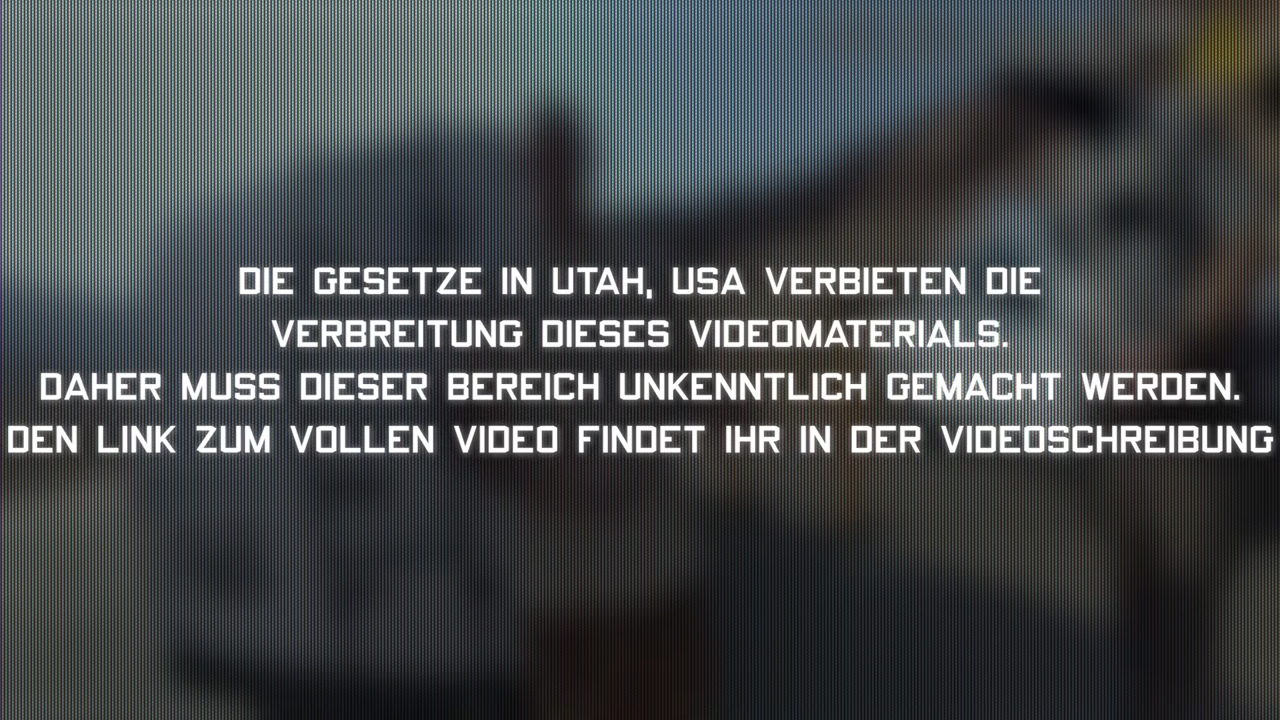 DIE GESETZE IN UTAH, USA VERBIETEN DIE
VERBREITUNG DIESES VIDEOMATERIALS.
DAHER MUSS DIESER BEREICH UNKENNTLICH GEMACHT WERDEN.
DEN LINK ZUM VOLLEN VIDEO FINDET IHR IN DER VIDEOSCHREIBUNG